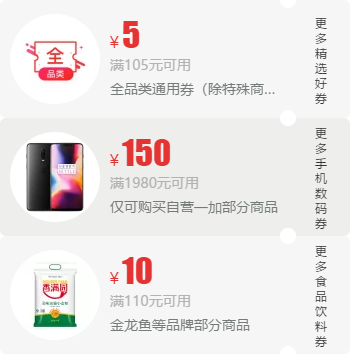 全
品类
¥5
满105元可用
全品类通用券（除特殊商...
更多精选好券
¥150
满1980元可用
仅可购买自营一加部分商品
更多手机数码券
香满园
¥10
满110元可用
金龙鱼等品牌部分商品
更多食品饮料券